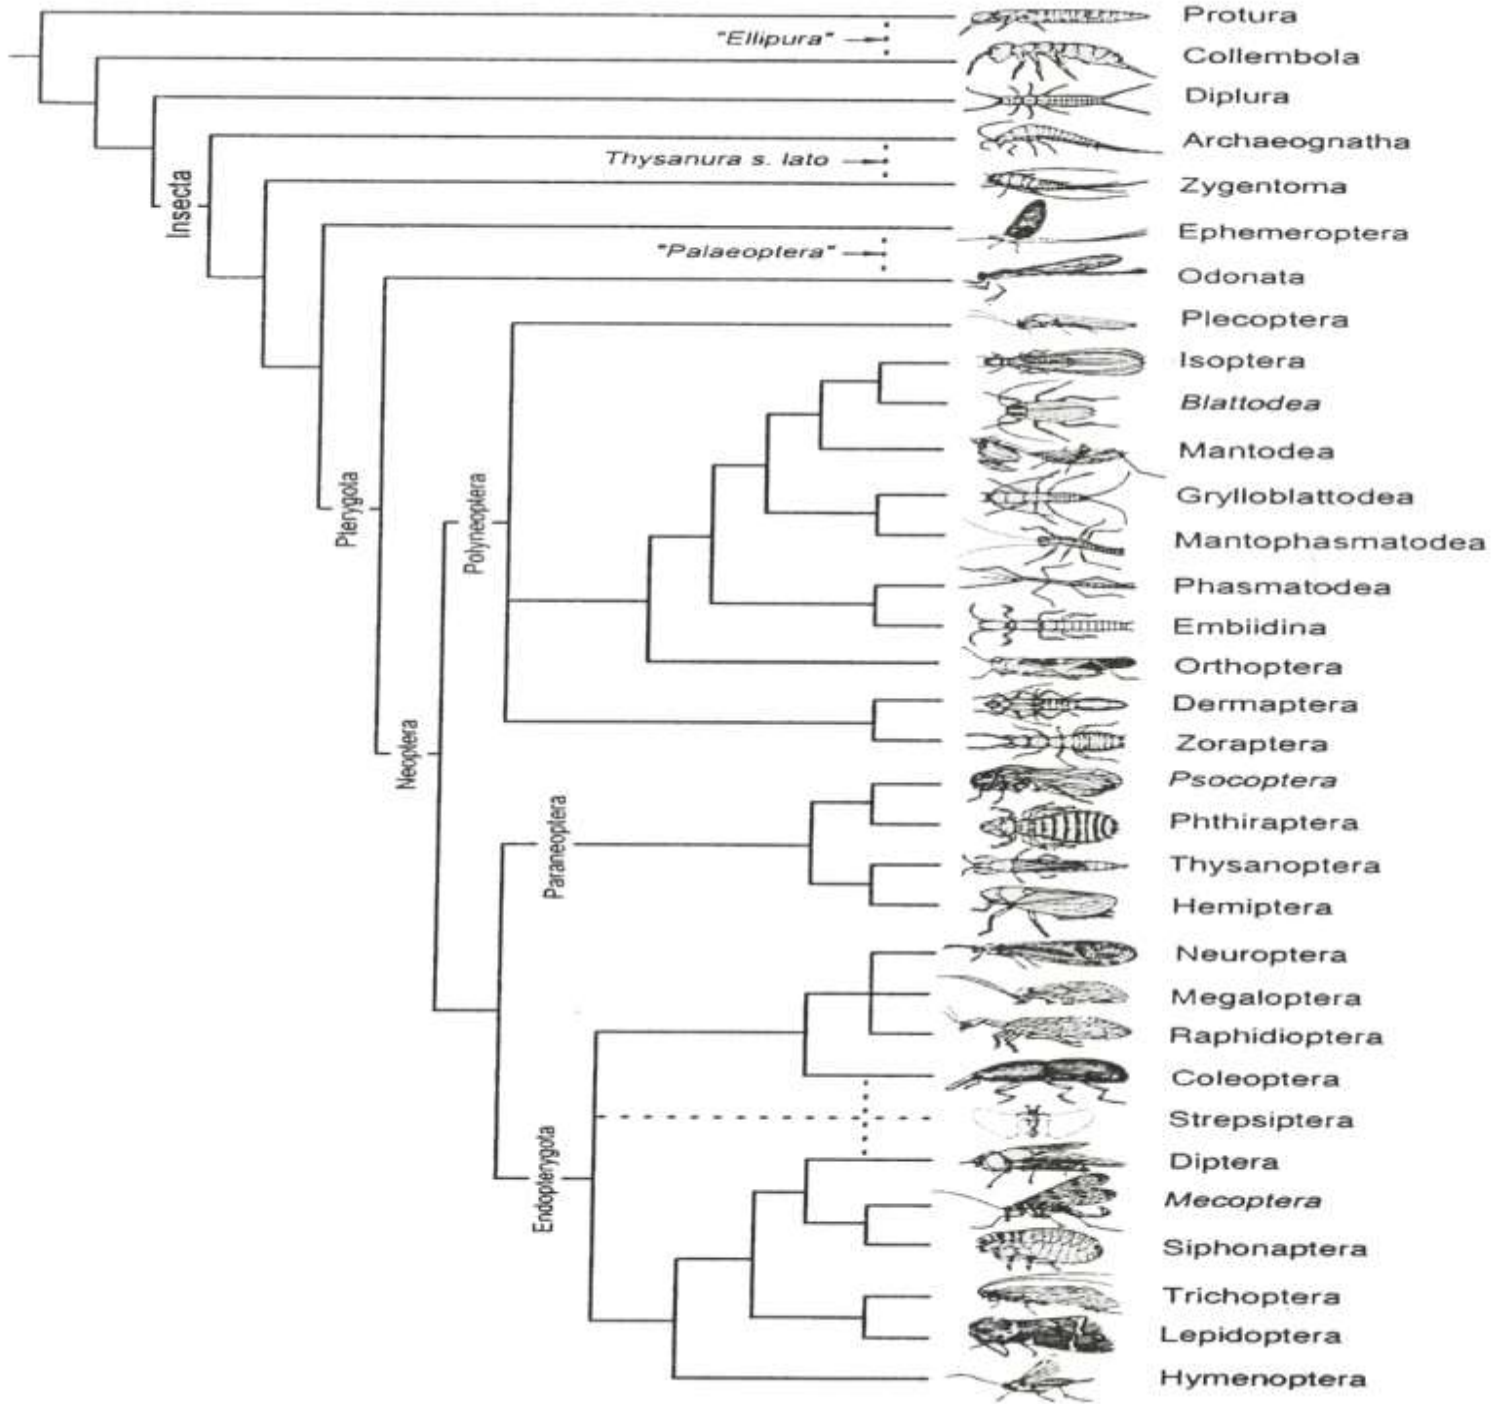 Protura
"Ellipura"
Collembola
Diplura
Archaeognatha
Thysanura s. lato
Insecta
Zygentoma
Ephemeroptera
"Palaeoptera"
Odonata
Plecoptera
Isoptera
Blattodea
Mantodea
Pterygota
Polyneoptera
Grylloblattodea
Mantophasmatodea
Phasmatodea
Embiidina
Orthoptera
Dermaptera
Neoptera
Zoraptera
Psocoptera
Paraneoptera
Phthiraptera
Thysanoptera
Hemiptera
Neuroptera
Megaloptera
Raphidioptera
Coleoptera
Strepsiptera
Endopterygota
Diptera
Mecoptera
Siphonaptera
Trichoptera
Lepidoptera
Hymenoptera